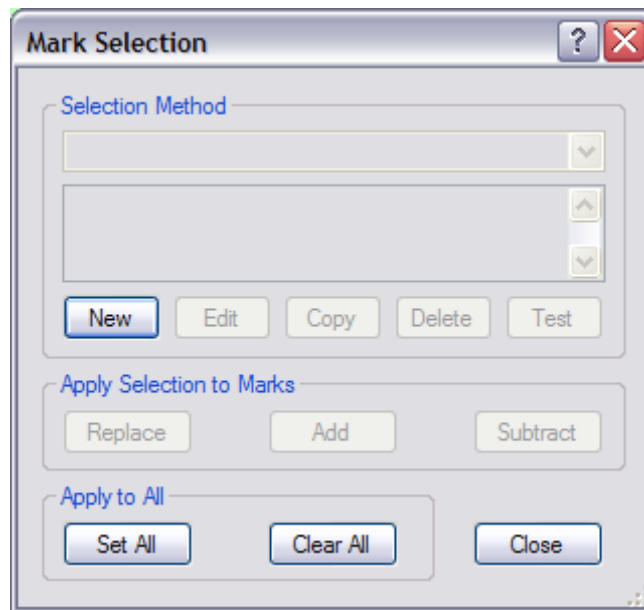 Mark Selection ?
Selection Method
New Edit Copy Delete Test
Apply Selection to Marks
Replace Add Subtract
Apply to All
Set All Clear All Close